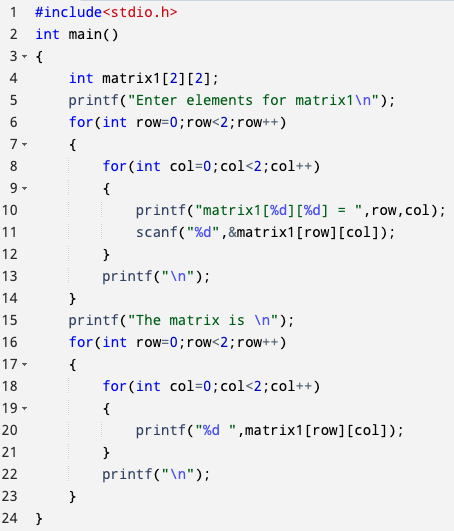 1 #include<stdio.h>
2 int main()
3 {
4     int matrix1[2][2];
5     printf("Enter elements for matrix1\n");
6     for(int row=0;row<2;row++)
7     {
8         for(int col=0;col<2;col++)
9         {
10             printf("matrix1[%d][%d] = ",row,col);
11             scanf("%d",&matrix1[row][col]);
12         }
13         printf("\n");
14     }
15     printf("The matrix is \n");
16     for(int row=0;row<2;row++)
17     {
18         for(int col=0;col<2;col++)
19         {
20             printf("%d ",matrix1[row][col]);
21         }
22         printf("\n");
23     }
24 }